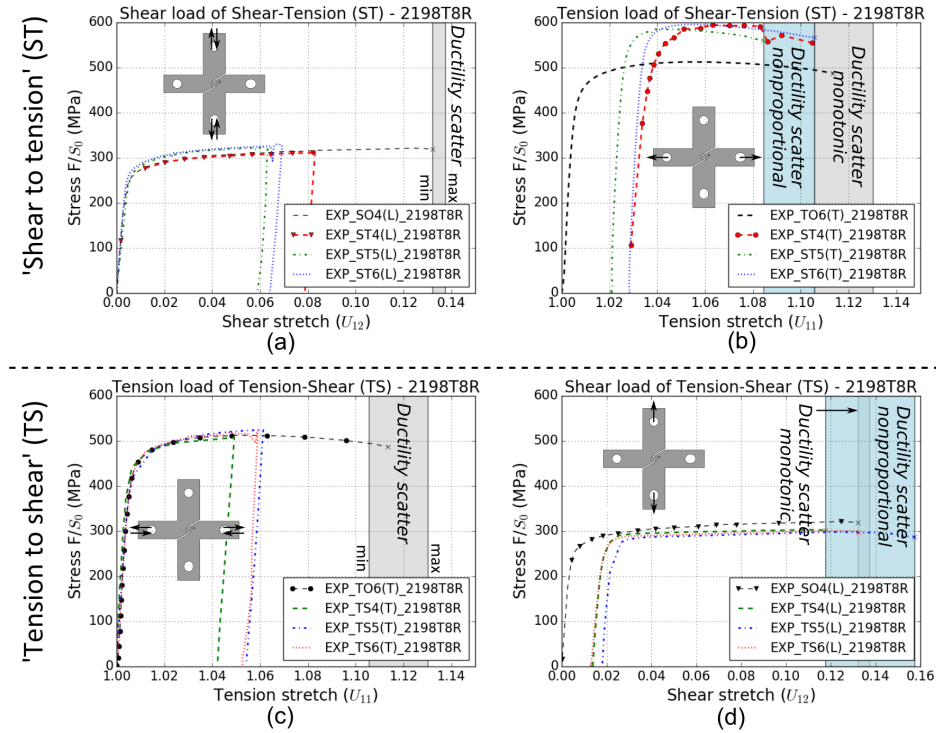 'Shear to tension' (ST)
Shear load of Shear-Tension (ST) - 2198T8R
600
500
400
300
200
100
0
Stress F/S0 (MPa)
Ductility scatter
min
max
EXP_SO4(L)_2198T8R
EXP_ST4(L)_2198T8R
EXP_ST5(L)_2198T8R
EXP_ST6(L)_2198T8R
0.00 0.02 0.04 0.06 0.08 0.10 0.12 0.14
Shear stretch (U12)
(a)
Tension load of Shear-Tension (ST) - 2198T8R
600
500
400
300
200
100
0
Stress F/S0 (MPa)
Ductility scatter
nonproportional
Ductility scatter
monotonic
EXP_TO6(T)_2198T8R
EXP_ST4(T)_2198T8R
EXP_ST5(T)_2198T8R
EXP_ST6(T)_2198T8R
1.00 1.02 1.04 1.06 1.08 1.10 1.12 1.14
Tension stretch (U11)
(b)
'Tension to shear' (TS)
Tension load of Tension-Shear (TS) - 2198T8R
600
500
400
300
200
100
0
Stress F/S0 (MPa)
Ductility scatter
min
max
EXP_TO6(T)_2198T8R
EXP_TS4(T)_2198T8R
EXP_TS5(T)_2198T8R
EXP_TS6(T)_2198T8R
1.00 1.02 1.04 1.06 1.08 1.10 1.12 1.14
Tension stretch (U11)
(c)
Shear load of Tension-Shear (TS) - 2198T8R
600
500
400
300
200
100
0
Stress F/S0 (MPa)
Ductility scatter
monotonic
Ductility scatter
nonproportional
EXP_SO4(L)_2198T8R
EXP_TS4(L)_2198T8R
EXP_TS5(L)_2198T8R
EXP_TS6(L)_2198T8R
0.00 0.02 0.04 0.06 0.08 0.10 0.12 0.14 0.16
Shear stretch (U12)
(d)